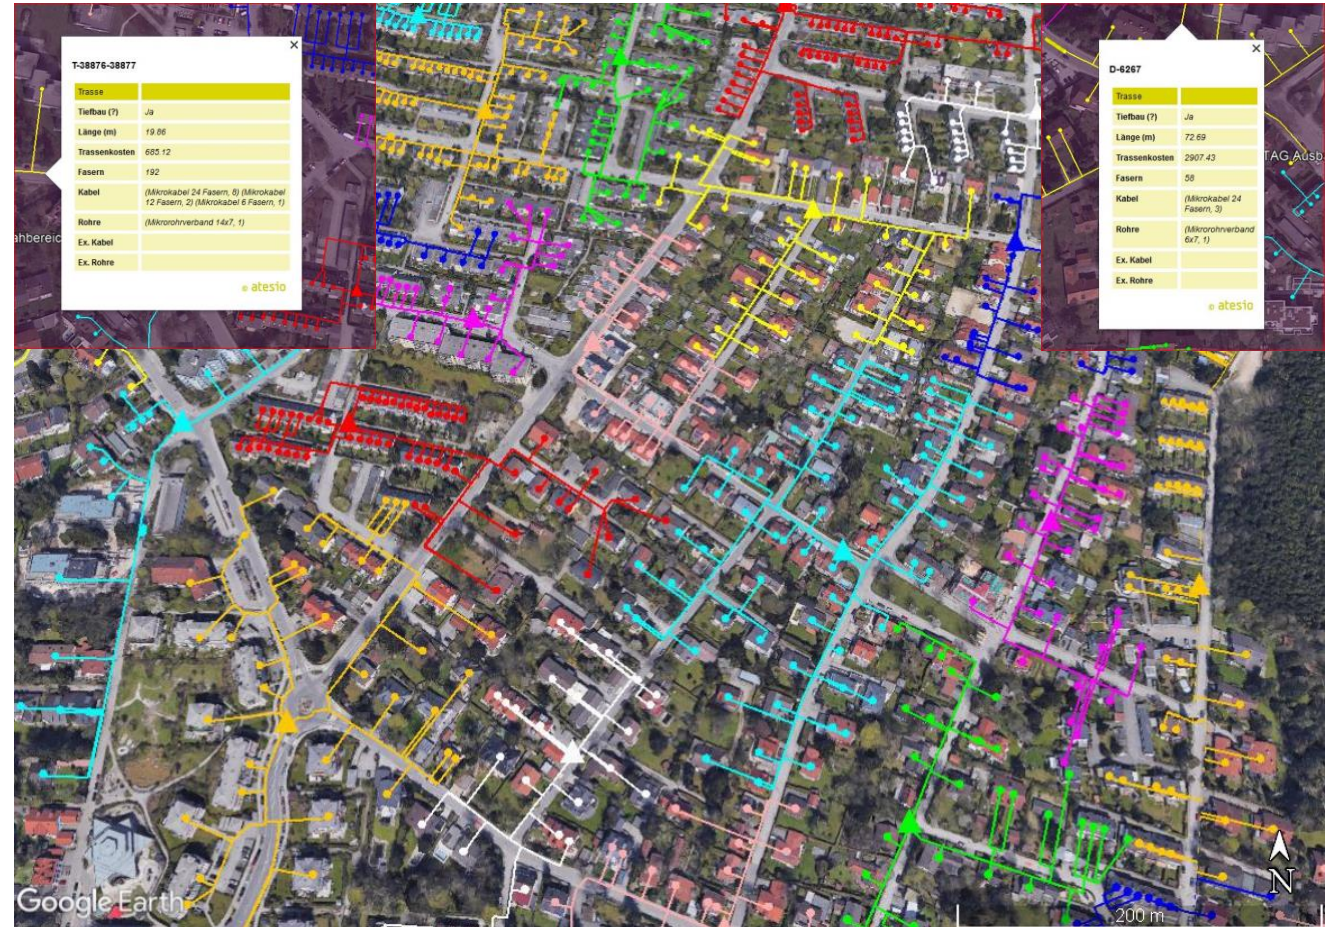 T-38876-38877
Trasse
Tiefbau (?) Ja
Länge (m) 19.86
Trassenkosten 685.12
Fasern 192
Kabel (Mikrokabel 24 Fasern, 8) (Mikrokabel
12 Fasern, 2) (Mikrokabel 6 Fasern, 1)
Rohre (Mikrorohrverband 14x7, 1)
Ex. Kabel
Ex. Rohre
© atesio
ahbereic
D-6267
Trasse
Tiefbau (?) Ja
Länge (m) 72.69
Trassenkosten 2907.43
Fasern 58
Kabel (Mikrokabel 24
Fasern, 3)
Rohre (Mikrorohrverband
6x7, 1)
Ex. Kabel
Ex. Rohre
© atesio
TAG Ausb
Google Earth
N
200 m